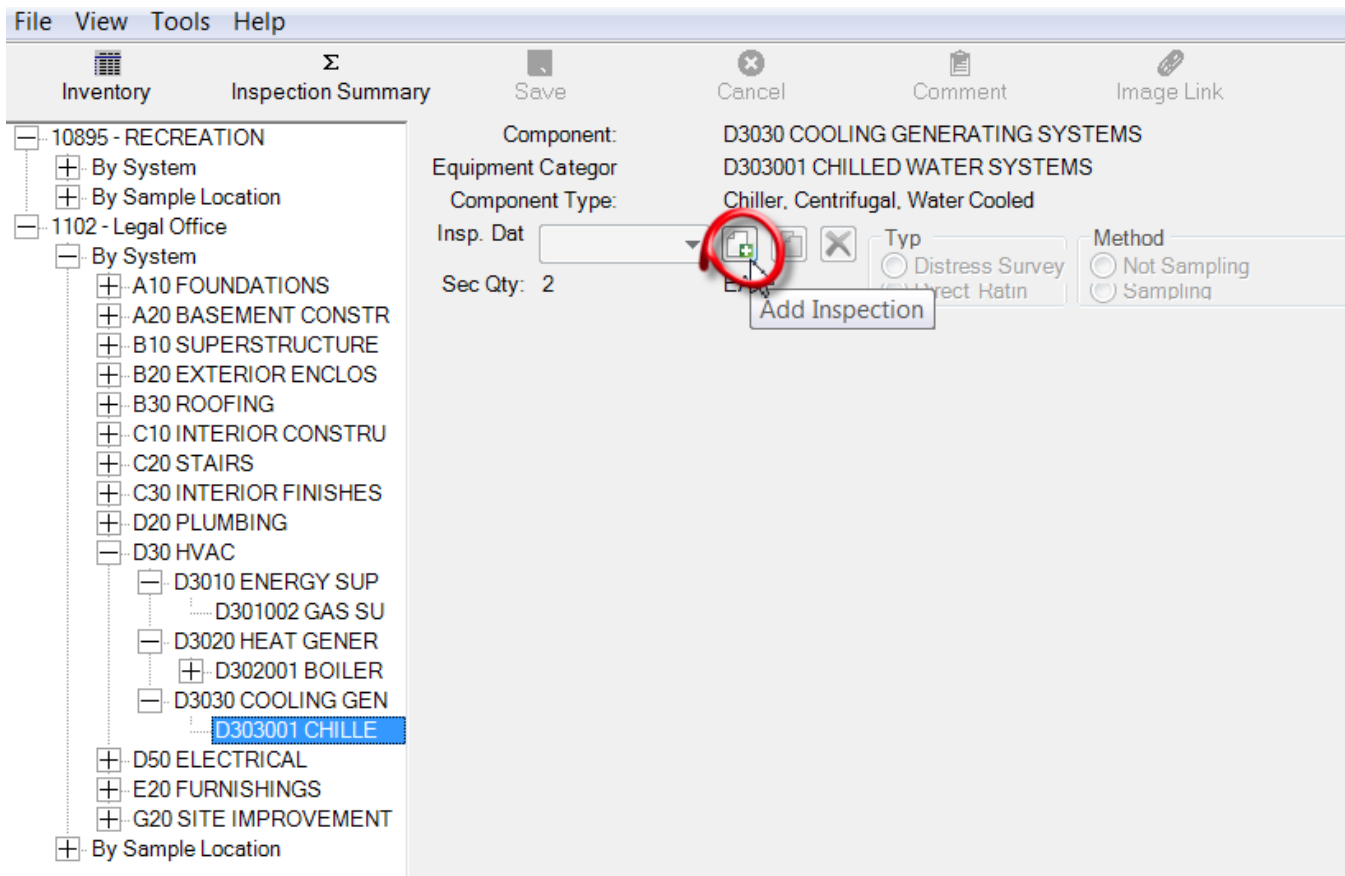 File View Tools Help
Σ
Inventory Inspection Summary Save Cancel Comment Image Link
10895 - RECREATION
By System
By Sample Location
1102 - Legal Office
By System
A10 FOUNDATIONS
A20 BASEMENT CONSTR
B10 SUPERSTRUCTURE
B20 EXTERIOR ENCLOS
B30 ROOFING
C10 INTERIOR CONSTRU
C20 STAIRS
C30 INTERIOR FINISHES
D20 PLUMBING
D30 HVAC
D3010 ENERGY SUP
D301002 GAS SU
D3020 HEAT GENER
D302001 BOILER
D3030 COOLING GEN
D303001 CHILLE
D50 ELECTRICAL
E20 FURNISHINGS
G20 SITE IMPROVEMENT
By Sample Location
Component: D3030 COOLING GENERATING SYSTEMS
Equipment Categor D303001 CHILLED WATER SYSTEMS
Component Type: Chiller, Centrifugal, Water Cooled
Insp. Dat
Typ
Distress Survey
Direct Ratin
Method
Not Sampling
Sampling
Sec Qty: 2
Add Inspection